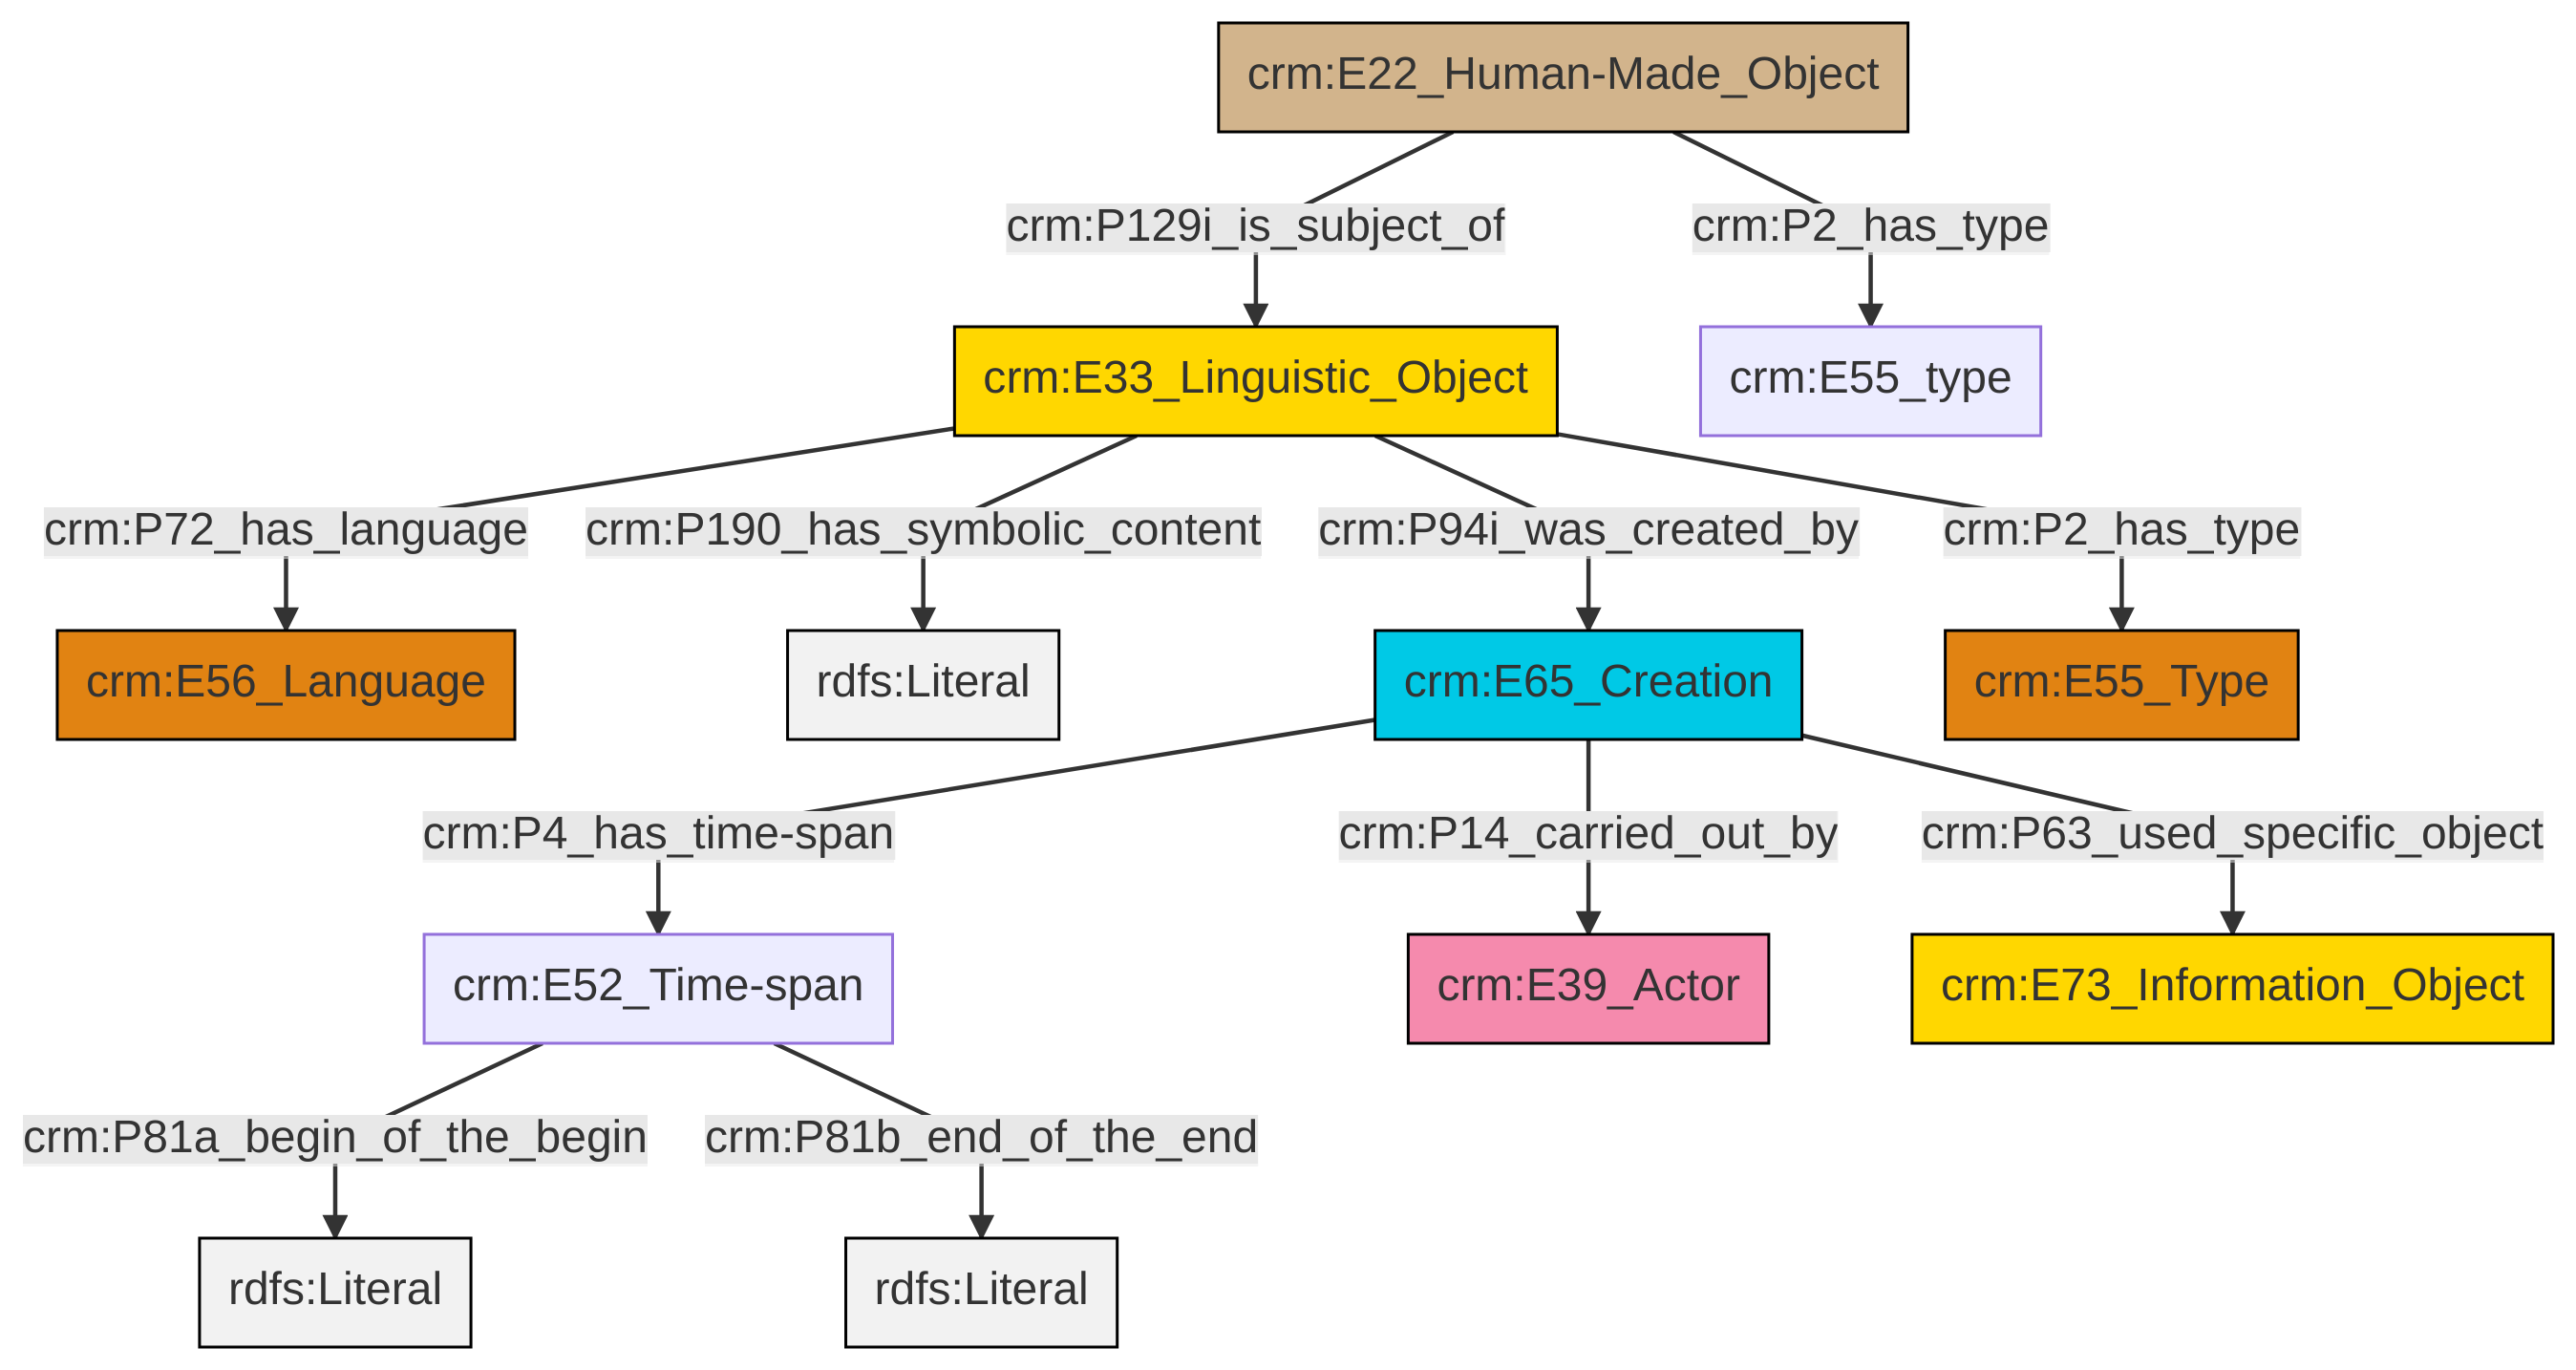 crm:E22_Human-Made_Object
crm:P129i_is_subject_of
crm:P2_has_type
crm:E33_Linguistic_Object
crm:E55_type
crm:P72_has_language
crm:P190_has_symbolic_content
crm:P94i_was_created_by
crm:P2_has_type
crm:E56_Language
rdfs:Literal
crm:E65_Creation
crm:E55_Type
crm:P4_has_time-span
crm:P14_carried_out_by
crm:P63_used_specific_object
crm:E52_Time-span
crm:E39_Actor
crm:E73_Information_Object
crm:P81a_begin_of_the_begin
crm:P81b_end_of_the_end
rdfs:Literal
rdfs:Literal